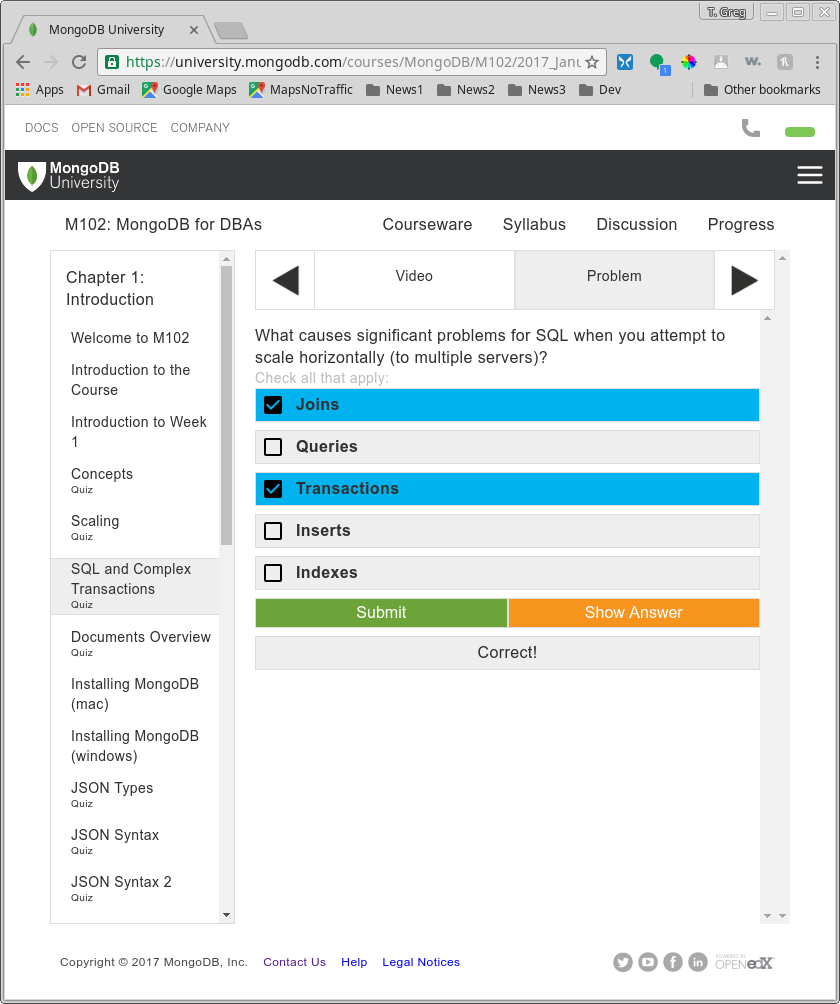 T. Greg
MongoDB University
https://university.mongodb.com/courses/MongoDB/M102/2017_Janu
1
Apps Gmail Google Maps MapsNoTraffic News1 News2 News3 Dev Other bookmarks
DOCS OPEN SOURCE COMPANY
MongoDB
University
M102: MongoDB for DBAs Courseware Syllabus Discussion Progress
Chapter 1:
Introduction
Welcome to M102
Introduction to the
Course
Introduction to Week
1
Concepts
Quiz
Scaling
Quiz
SQL and Complex
Transactions
Quiz
Documents Overview
Quiz
Installing MongoDB
(mac)
Installing MongoDB
(windows)
JSON Types
Quiz
JSON Syntax
Quiz
JSON Syntax 2
Quiz
Video Problem
What causes significant problems for SQL when you attempt to
scale horizontally (to multiple servers)?
Check all that apply:
Joins
Queries
Transactions
Inserts
Indexes
Submit Show Answer
Correct!
Copyright © 2017 MongoDB, Inc. Contact Us Help Legal Notices
POWERED BY
OPEN edX